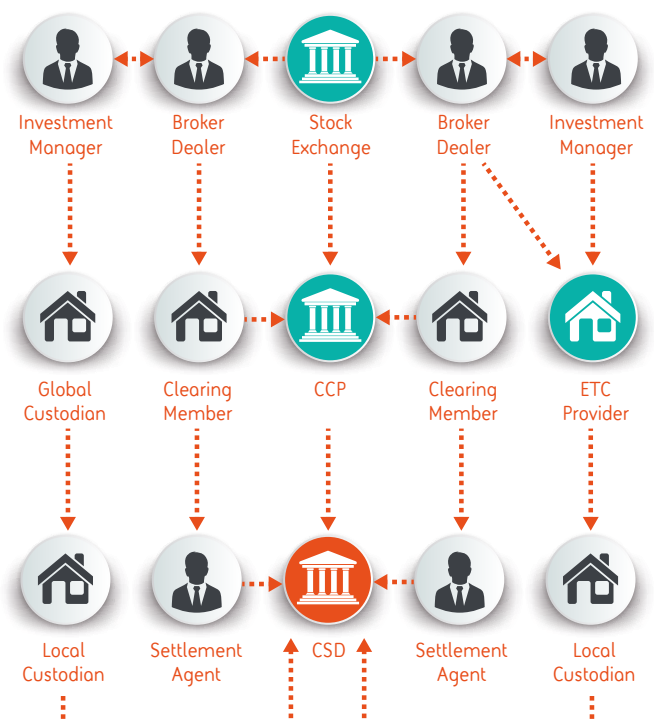 Investment
Manager
Broker
Dealer
Stock
Exchange
Broker
Dealer
Investment
Manager
Global
Custodian
Clearing
Member
CCP
Clearing
Member
ETC
Provider
Local
Custodian
Settlement
Agent
CSD
Settlement
Agent
Local
Custodian